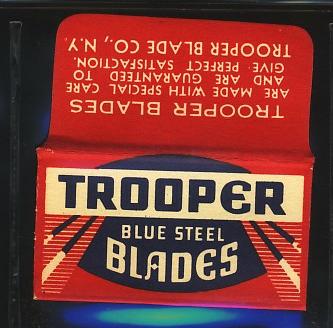 TROOPER BLADES
ARE MADE WITH SPECIAL CARE
AND ARE GUARANTEED TO
GIVE PERFECT SATISFACTION.
TROOPER BLADE CO., N.Y.
TROOPER
BLUE STEEL
BLADES